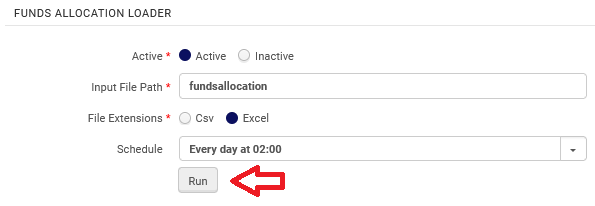 FUNDS ALLOCATION LOADER
Active * Active Inactive
Input File Path * fundsallocation
File Extensions * Csv Excel
Schedule Every day at 02:00
Run